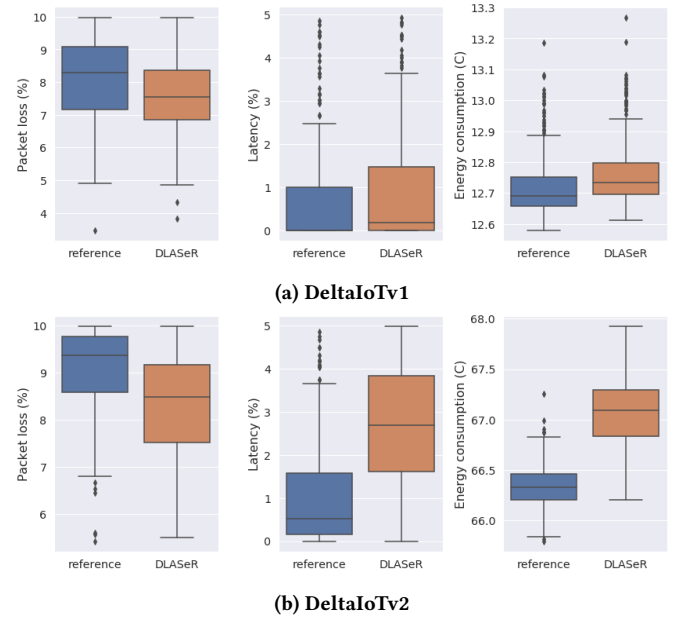 Packet loss (%)
10
9
8
7
6
5
4
reference
DLASeR
Latency (%)
5
4
3
2
1
0
reference
DLASeR
Energy consumption (C)
13.3
13.2
13.1
13.0
12.9
12.8
12.7
12.6
reference
DLASeR
(a) DeltaIoTv1
Packet loss (%)
10
9
8
7
6
reference
DLASeR
Latency (%)
5
4
3
2
1
0
reference
DLASeR
Energy consumption (C)
68.0
67.5
67.0
66.5
66.0
reference
DLASeR
(b) DeltaIoTv2